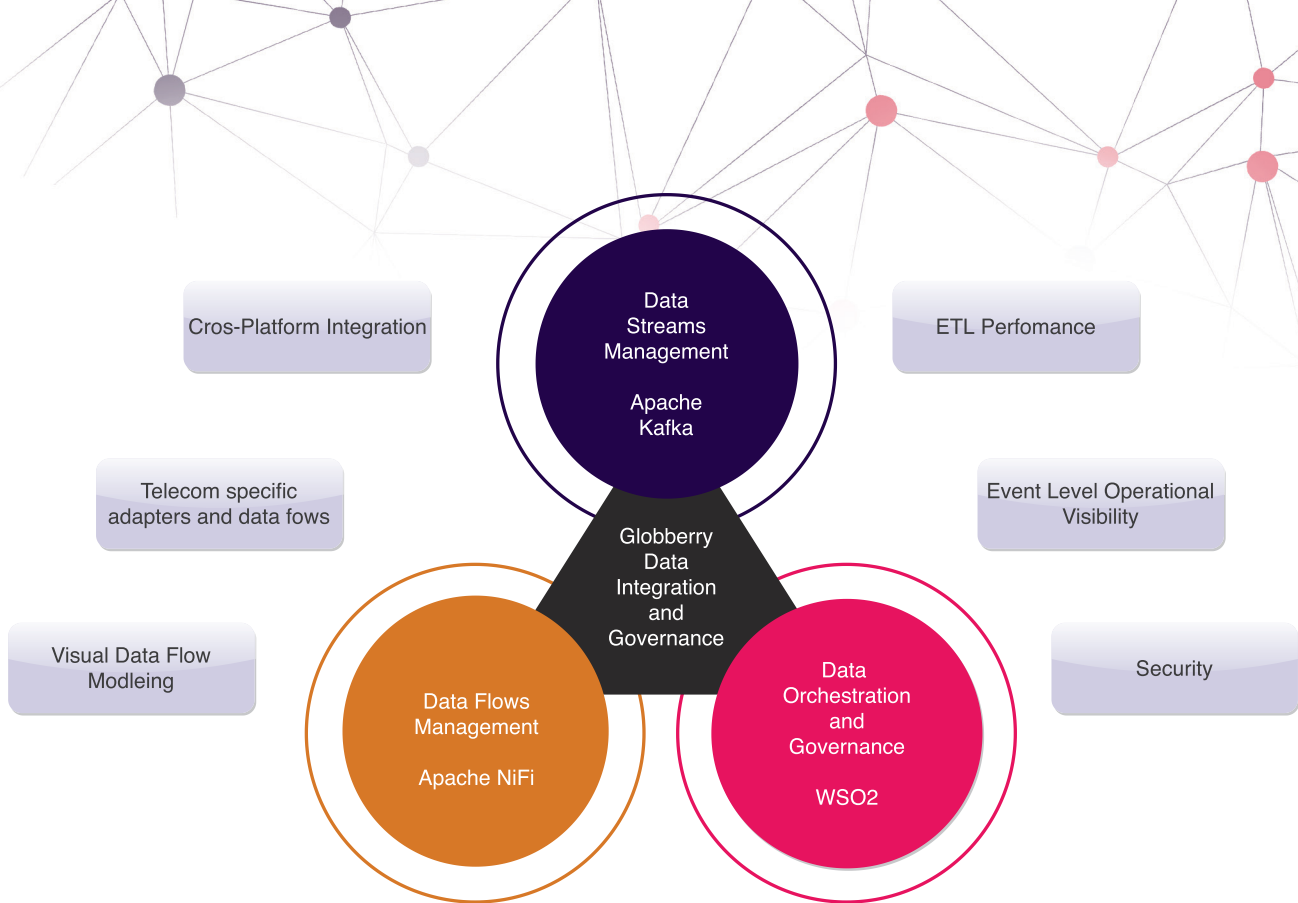 Data
Streams
Management
Apache
Kafka
Cros-Platform Integration
ETL Perfomance
Telecom specific
adapters and data fows
Event Level Operational
Visibility
Globberry
Data
Integration
and
Governance
Visual Data Flow
Modleing
Security
Data Flows
Management
Apache NiFi
Data
Orchestration
and
Governance
WSO2